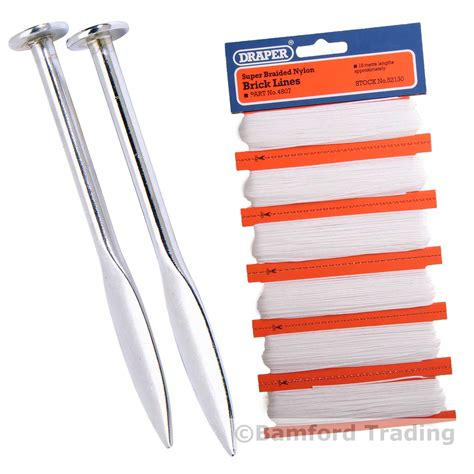 DRAPER
Super Braided Nylon
Brick Lines
PART No.4807
18 metre lengths
approximately
STOCK No.52130
©Bamford Trading